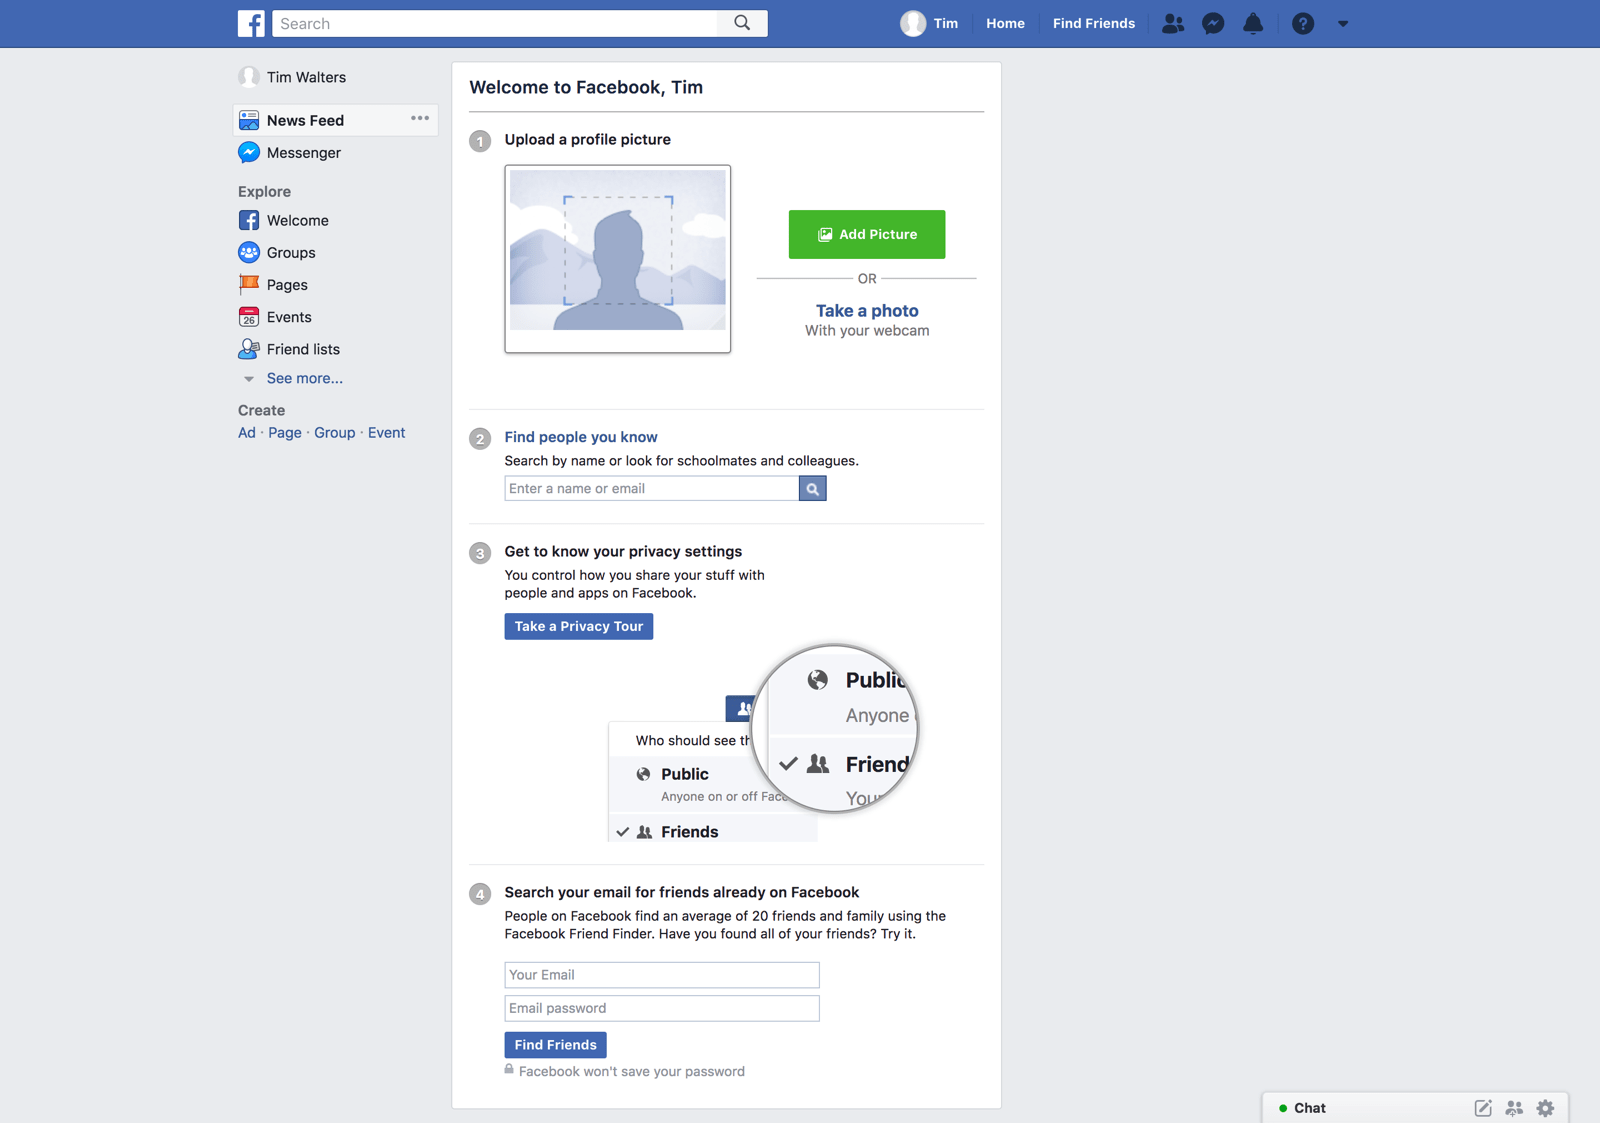 Search
Tim
Home
Find Friends
Tim Walters
News Feed
Messenger
Explore
Welcome
Groups
Pages
26
Events
Friend lists
See more...
Create
Ad · Page · Group · Event
Welcome to Facebook, Tim
1
Upload a profile picture
Add Picture
OR
Take a photo
With your webcam
2
Find people you know
Search by name or look for schoolmates and colleagues.
Enter a name or email
3
Get to know your privacy settings
You control how you share your stuff with
people and apps on Facebook.
Take a Privacy Tour
Who should see th
Public
Anyone on or off Face
Friends
Public
Anyone
Friend
Your
4
Search your email for friends already on Facebook
People on Facebook find an average of 20 friends and family using the
Facebook Friend Finder. Have you found all of your friends? Try it.
Your Email
Email password
Find Friends
Facebook won't save your password
Chat